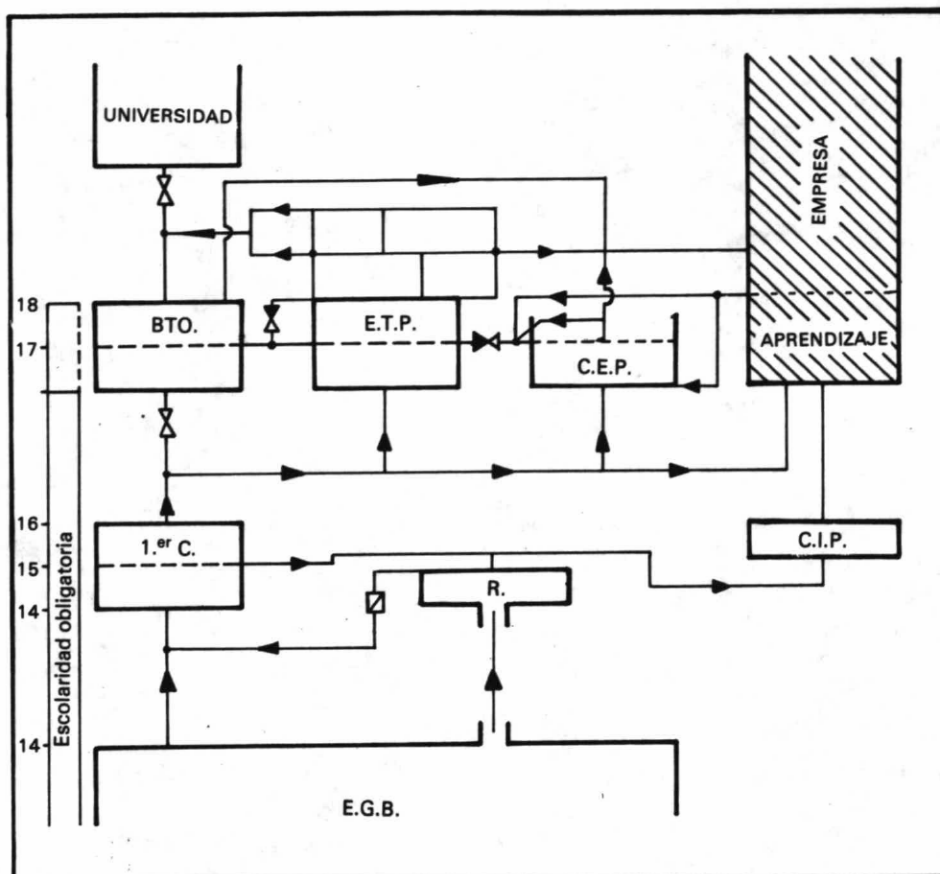 UNIVERSIDAD
EMPRESA
18
BTO.
E.T.P.
17
C.E.P.
APRENDIZAJE
16
1.er C.
C.I.P.
15
R.
14
Escolaridad obligatoria
14
E.G.B.